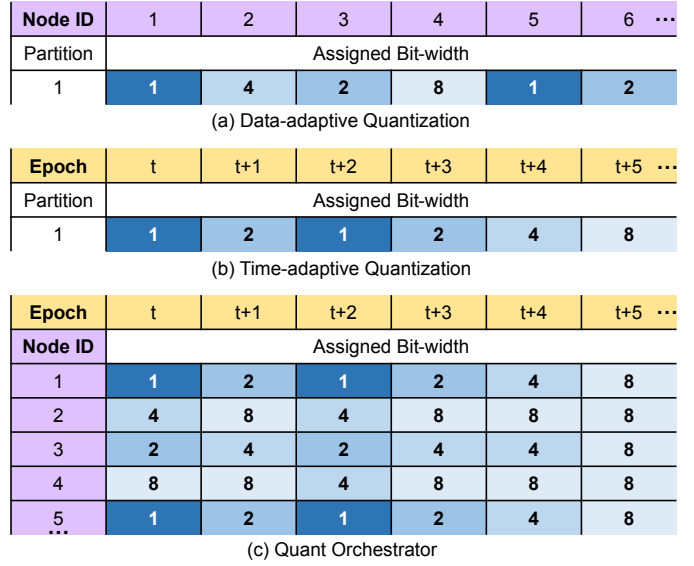 Node ID 1 2 3 4 5 6 ...
Partition Assigned Bit-width
1 1 4 2 8 1 2
(a) Data-adaptive Quantization
Epoch t t+1 t+2 t+3 t+4 t+5 ...
Partition Assigned Bit-width
1 1 2 1 2 4 8
(b) Time-adaptive Quantization
Epoch t t+1 t+2 t+3 t+4 t+5 ...
Node ID Assigned Bit-width
1 1 2 1 2 4 8
2 4 8 4 8 8 8
3 2 4 2 4 4 8
4 8 8 4 8 8 8
5 1 2 1 2 4 8
...
(c) Quant Orchestrator